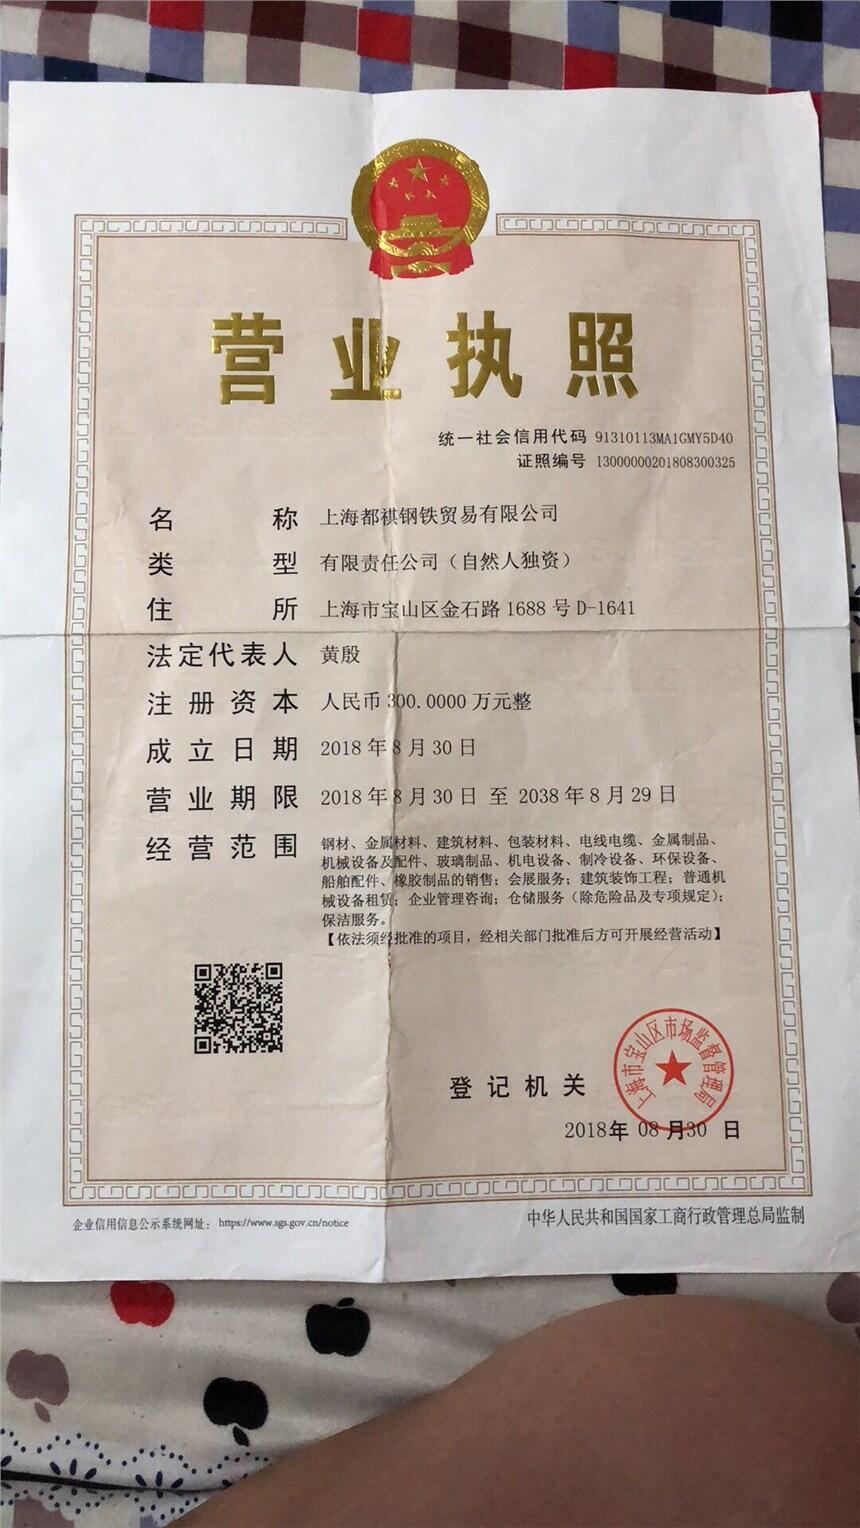 营业执照
统一社会信用代码 91310113MA1GMY5D40
证照编号 13000000201808300325
名称 上海都祺钢铁贸易有限公司
类型 有限责任公司（自然人独资）
住所 上海市宝山区金石路1688号D-1641
法定代表人 黄殷
注册资本 人民币300.0000万元整
成立日期 2018年8月30日
营业期限 2018年8月30日 至 2038年8月29日
经营范围 钢材、金属材料、建筑材料、包装材料、电线电缆、金属制品、
机械设备及配件、玻璃制品、机电设备、制冷设备、环保设备、
船舶配件、橡胶制品的销售；会展服务；建筑装饰工程；普通机
械设备租赁；企业管理咨询；仓储服务（除危险品及专项规定）；
保洁服务。
【依法须经批准的项目，经相关部门批准后方可开展经营活动】
上海市宝山区市场监督管理局
登记机关
2018年 08月30 日
企业信用信息公示系统网址： https://www.sgs.gov.cn/notice
中华人民共和国国家工商行政管理总局监制